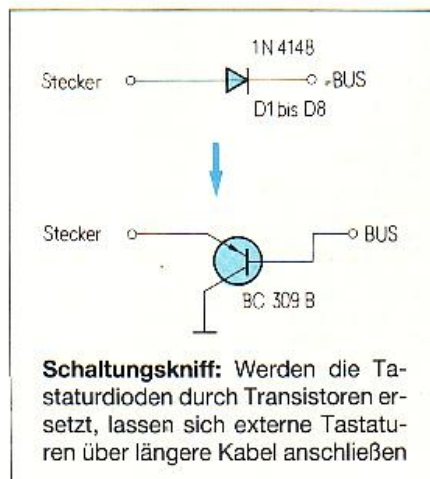 1N 4148
Stecker BUS
D1 bis D8
Stecker BUS
BC 309 B
Schaltungskniff: Werden die Ta-
staturdioden durch Transistoren er-
setzt, lassen sich externe Tastatu-
ren über längere Kabel anschließen